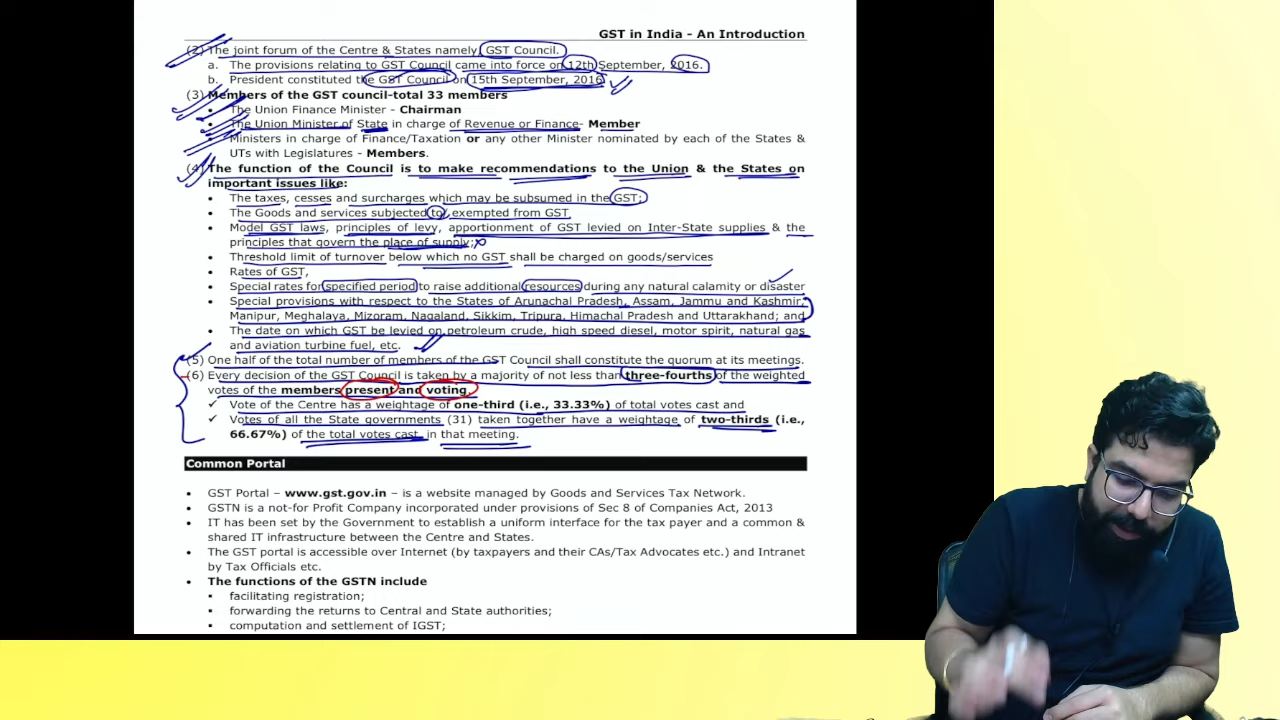 GST in India - An Introduction
(2) The joint forum of the Centre & States namely, GST Council.
a. The provisions relating to GST Council came into force on 12th September, 2016.
b. President constituted the GST Council on 15th September, 2016
(3) Members of the GST council-total 33 members
• The Union Finance Minister - Chairman
• The Union Minister of State in charge of Revenue or Finance- Member
• Ministers in charge of Finance/Taxation or any other Minister nominated by each of the States &
UTs with Legislatures - Members.
(4) The function of the Council is to make recommendations to the Union & the States on
important issues like:
• The taxes, cesses and surcharges which may be subsumed in the GST;
• The Goods and services subjected to, exempted from GST,
• Model GST laws, principles of levy, apportionment of GST levied on Inter-State supplies & the
principles that govern the place of supply;
• Threshold limit of turnover below which no GST shall be charged on goods/services
• Rates of GST,
• Special rates for specified period to raise additional resources during any natural calamity or disaster
• Special provisions with respect to the States of Arunachal Pradesh, Assam, Jammu and Kashmir,
Manipur, Meghalaya, Mizoram, Nagaland, Sikkim, Tripura, Himachal Pradesh and Uttarakhand; and
• The date on which GST be levied on petroleum crude, high speed diesel, motor spirit, natural gas
and aviation turbine fuel, etc.
(5) One half of the total number of members of the GST Council shall constitute the quorum at its meetings.
(6) Every decision of the GST Council is taken by a majority of not less than three-fourths of the weighted
votes of the members present and voting.
✓ Vote of the Centre has a weightage of one-third (i.e., 33.33%) of total votes cast and
✓ Votes of all the State governments (31) taken together have a weightage of two-thirds (i.e.,
66.67%) of the total votes cast, in that meeting.
Common Portal
• GST Portal – www.gst.gov.in – is a website managed by Goods and Services Tax Network.
• GSTN is a not-for Profit Company incorporated under provisions of Sec 8 of Companies Act, 2013
• IT has been set by the Government to establish a uniform interface for the tax payer and a common &
shared IT infrastructure between the Centre and States.
• The GST portal is accessible over Internet (by taxpayers and their CAs/Tax Advocates etc.) and Intranet
by Tax Officials etc.
• The functions of the GSTN include
▪ facilitating registration;
▪ forwarding the returns to Central and State authorities;
▪ computation and settlement of IGST;